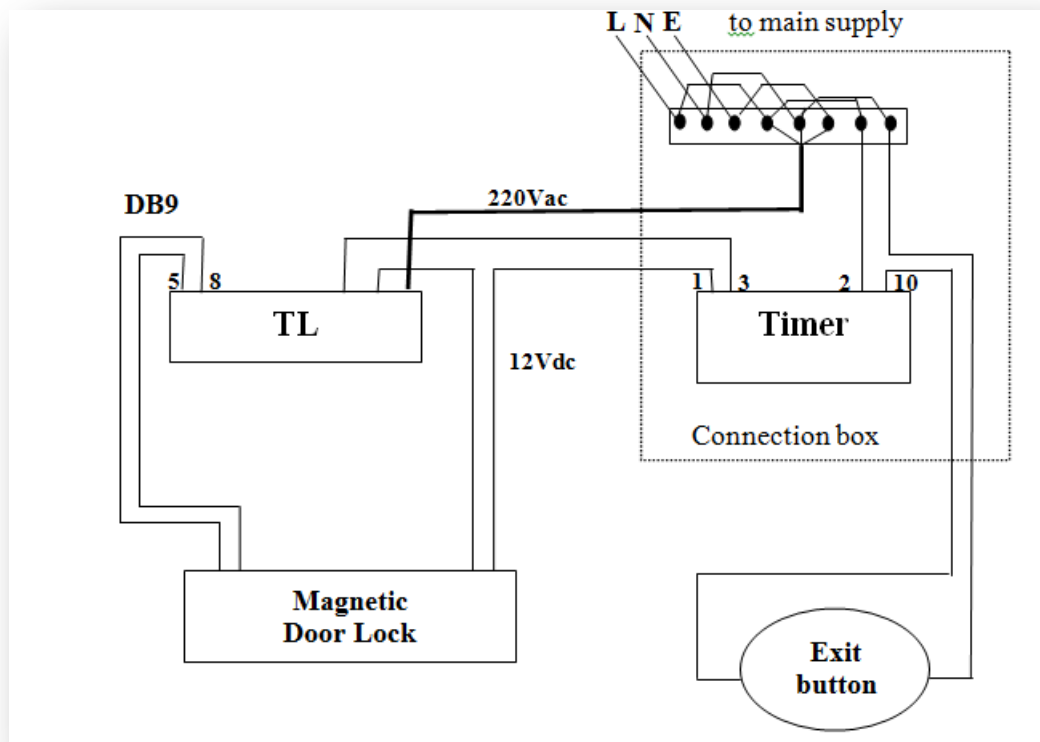 L N E to main supply
DB9
220Vac
5 8
1 3 2 10
TL
Timer
12Vdc
Connection box
Magnetic
Door Lock
Exit
button